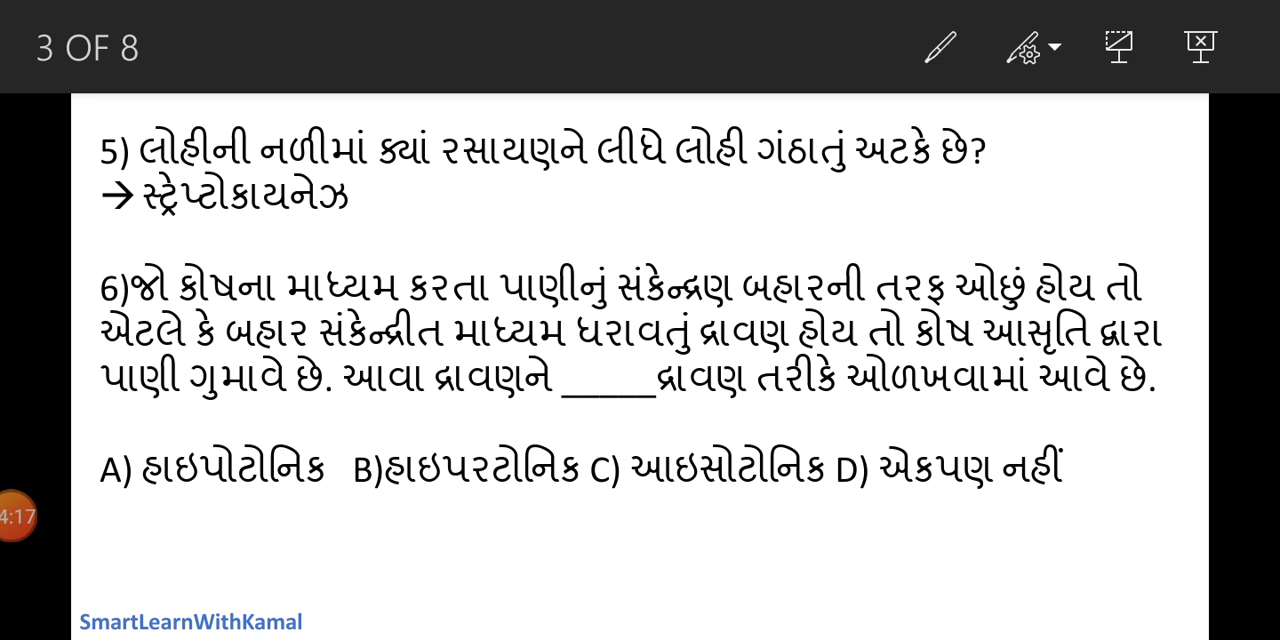 3 OF 8
5) લોહીની નળીમાં ક્યાં રસાયણને લીધે લોહી ગંઠાતું અટકે છે?
→ સ્ટ્રેપ્ટોકાયનેઝ
6)જો કોષના માધ્યમ કરતા પાણીનું સંકેન્દ્રણ બહારની તરફ ઓછું હોય તો
એટલે કે બહાર સંકેન્દ્રીત માધ્યમ ધરાવતું દ્રાવણ હોય તો કોષ આસૃતિ દ્વારા
પાણી ગુમાવે છે. આવા દ્રાવણને _____દ્રાવણ તરીકે ઓળખવામાં આવે છે.
A) હાઇપોટોનિક B)હાઇપરટોનિક C) આઇસોટોનિક D) એકપણ નહીં
4:17
SmartLearnWithKamal